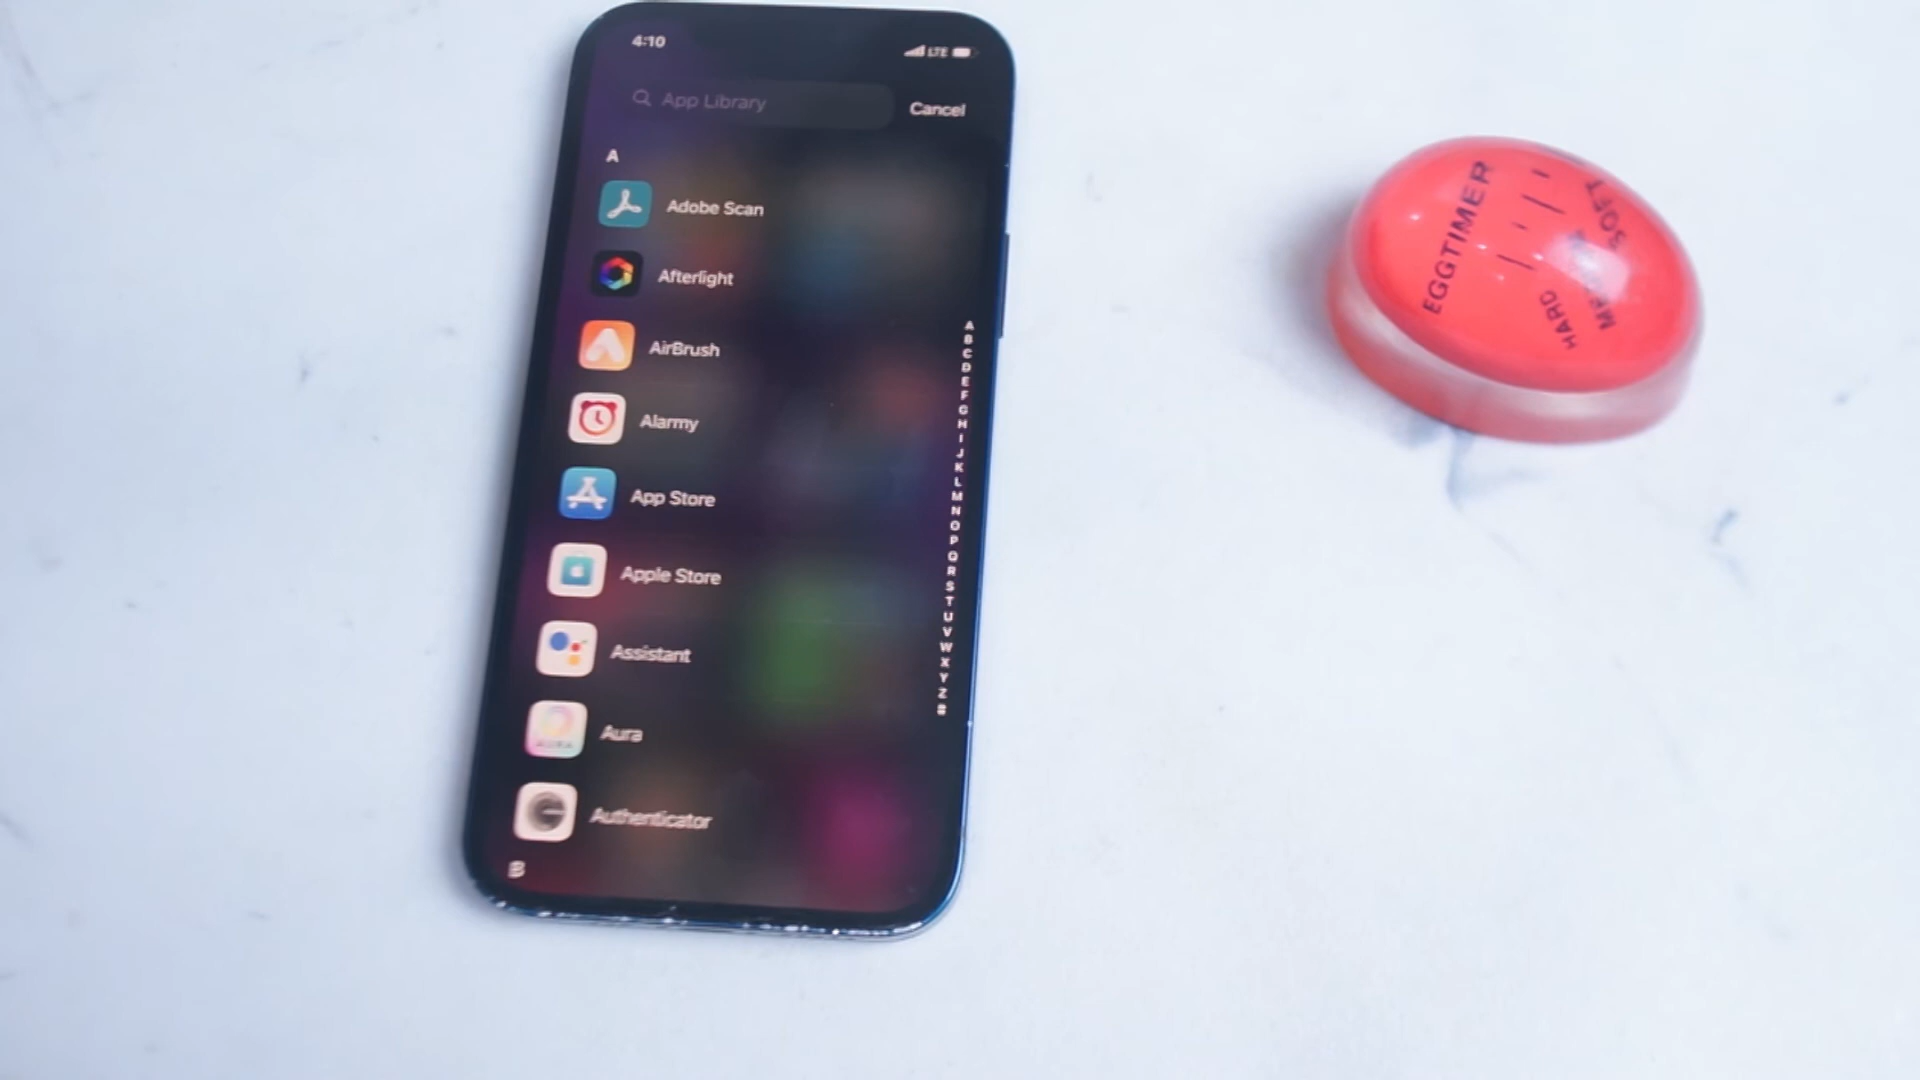 4:10
LTE
App Library
Cancel
A
Adobe Scan
Afterlight
AirBrush
Alarmy
App Store
Apple Store
Assistant
Aura
AURA
Authenticator
B
A
B
C
D
E
F
G
H
I
J
K
L
M
N
O
P
Q
R
S
T
U
V
W
X
Y
Z
#
EGGTIMER
SOFT
HARD